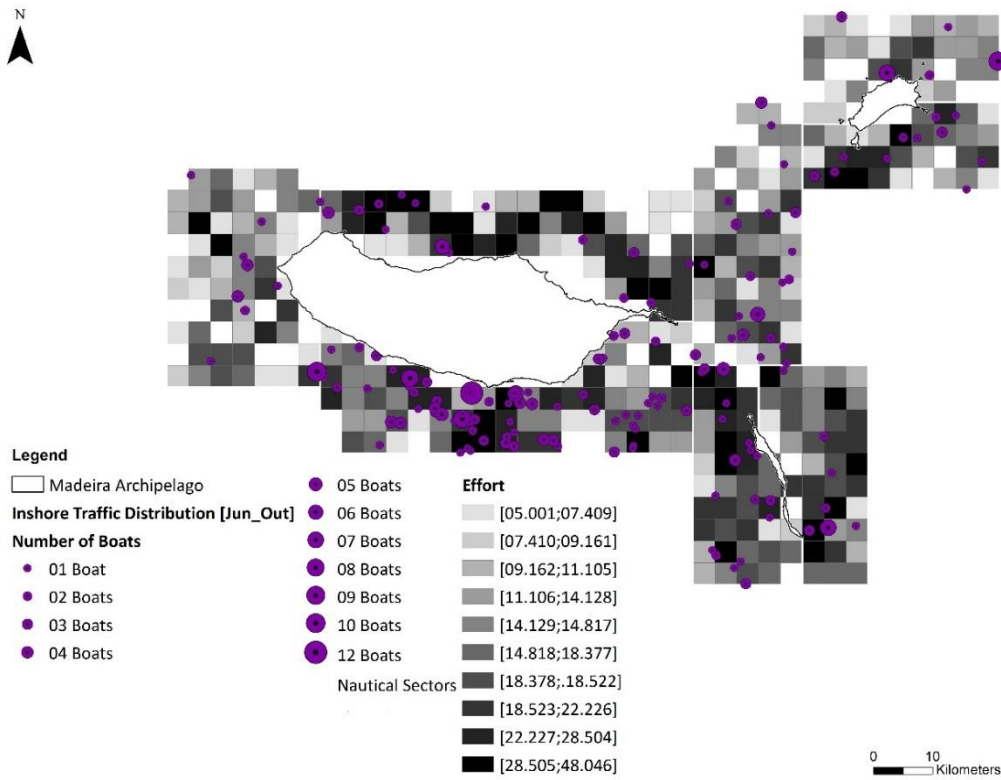 N
Legend
Madeira Archipelago
Inshore Traffic Distribution [Jun_Out]
Number of Boats
01 Boat
02 Boats
03 Boats
04 Boats
05 Boats
06 Boats
07 Boats
08 Boats
09 Boats
10 Boats
12 Boats
Nautical Sectors
Effort
[05.001;07.409]
[07.410;09.161]
[09.162;11.105]
[11.106;14.128]
[14.129;14.817]
[14.818;18.377]
[18.378;.18.522]
[18.523;22.226]
[22.227;28.504]
[28.505;48.046]
0 10
Kilometers